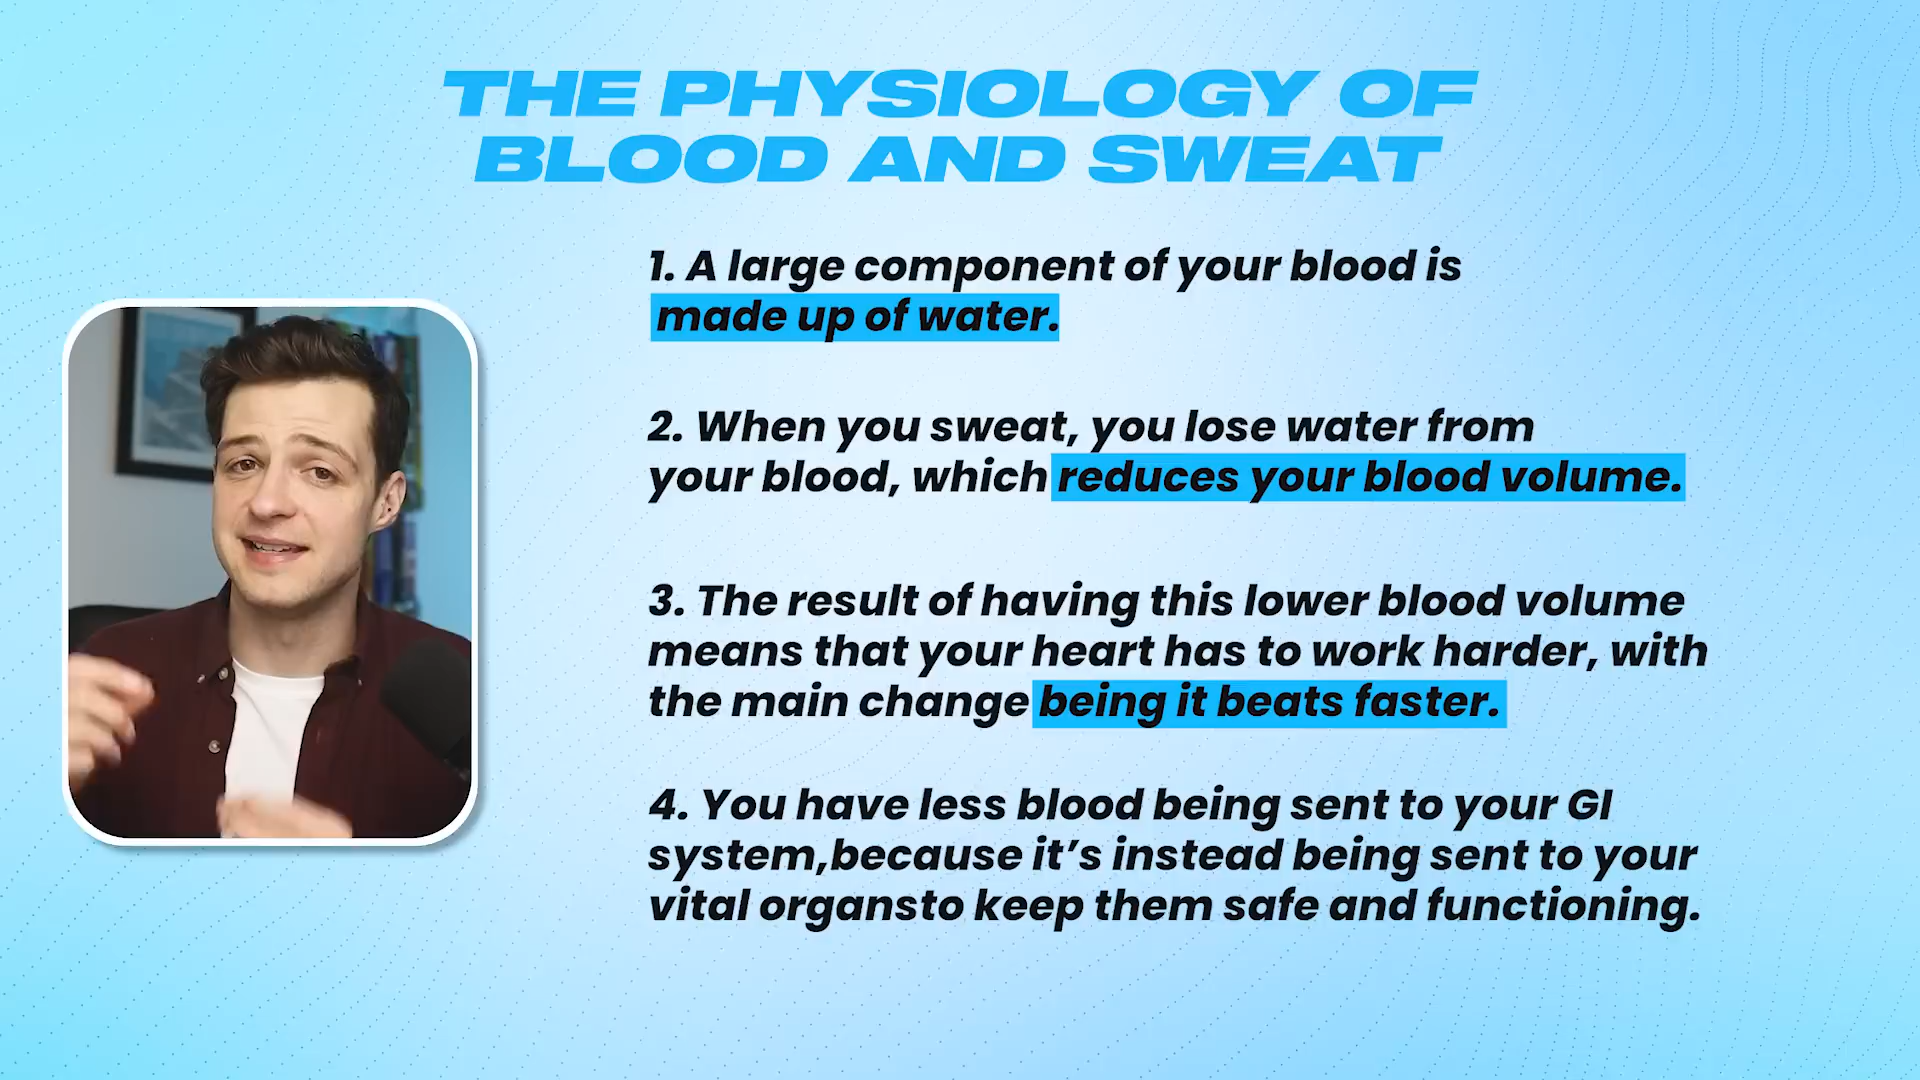 THE PHYSIOLOGY OF
BLOOD AND SWEAT
1. A large component of your blood is
made up of water.
2. When you sweat, you lose water from
your blood, which reduces your blood volume.
3. The result of having this lower blood volume
means that your heart has to work harder, with
the main change being it beats faster.
4. You have less blood being sent to your GI
system,because it’s instead being sent to your
vital organsto keep them safe and functioning.